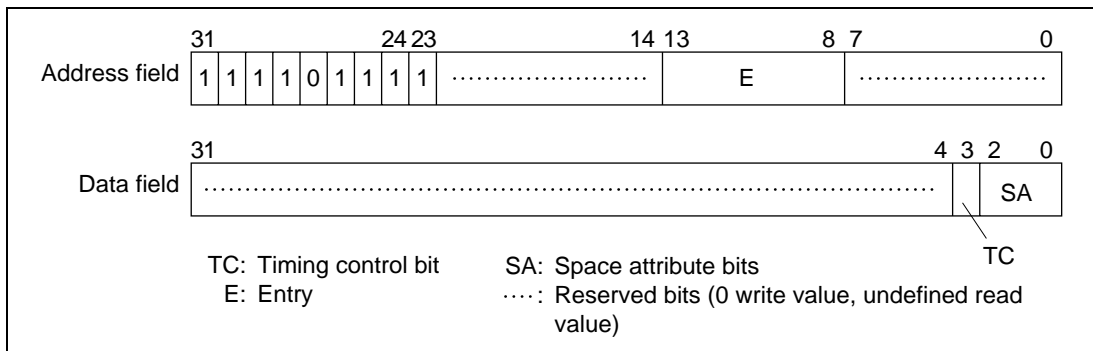 31 24 23 14 13 8 7 0
Address field 1 1 1 1 0 1 1 1 1 ........................ E ........................
31 4 3 2 0
Data field ........................ SA
TC
TC: Timing control bit SA: Space attribute bits
E: Entry ····: Reserved bits (0 write value, undefined read
value)